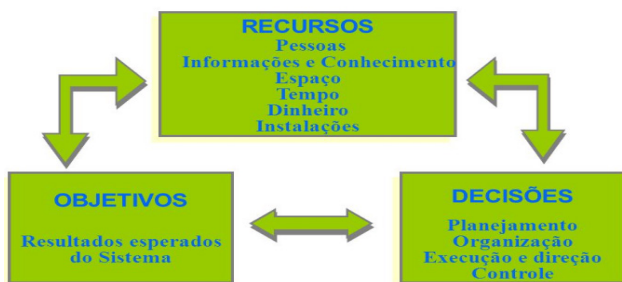 RECURSOS
Pessoas
Informações e Conhecimento
Espaço
Tempo
Dinheiro
Instalações
OBJETIVOS
Resultados esperados
do Sistema
DECISÕES
Planejamento
Organização
Execução e direção
Controle